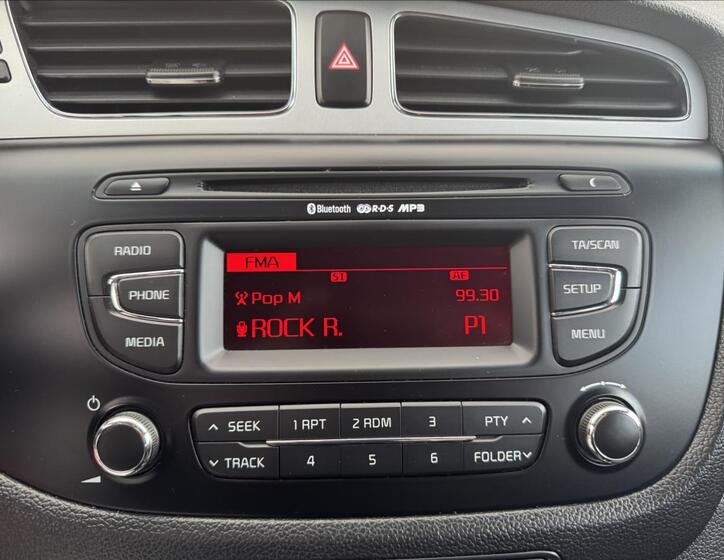 Bluetooth R·D·S MP3
RADIO
PHONE
MEDIA
FMA
ST AF
Pop M 99.30
ROCK R. P1
TA/SCAN
SETUP
MENU
SEEK 1 RPT 2 RDM 3 PTY
TRACK 4 5 6 FOLDER